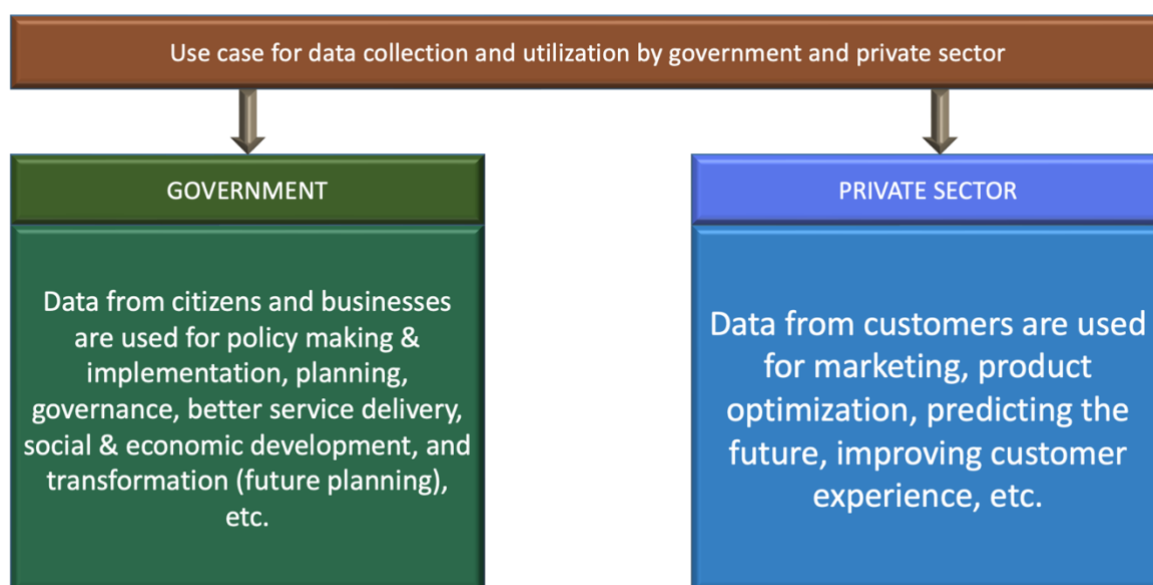 Use case for data collection and utilization by government and private sector
GOVERNMENT
Data from citizens and businesses
are used for policy making &
implementation, planning,
governance, better service delivery,
social & economic development, and
transformation (future planning),
etc.
PRIVATE SECTOR
Data from customers are used
for marketing, product
optimization, predicting the
future, improving customer
experience, etc.